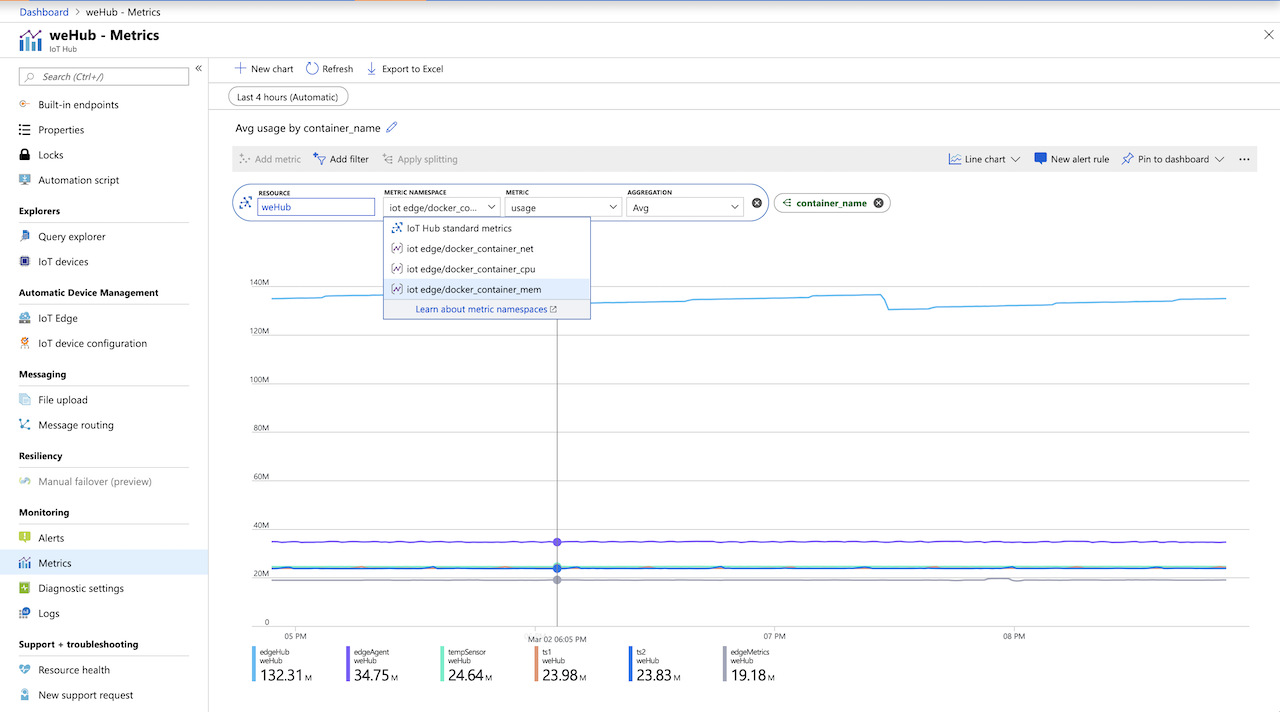 Dashboard > weHub - Metrics
weHub - Metrics
IoT Hub
Search (Ctrl+/)
Built-in endpoints
Properties
Locks
Automation script
Explorers
Query explorer
IoT devices
Automatic Device Management
IoT Edge
IoT device configuration
Messaging
File upload
Message routing
Resiliency
Manual failover (preview)
Monitoring
Alerts
Metrics
Diagnostic settings
Logs
Support + troubleshooting
Resource health
New support request
New chart Refresh Export to Excel
Last 4 hours (Automatic)
Avg usage by container_name
Add metric Add filter Apply splitting Line chart New alert rule Pin to dashboard ...
RESOURCE METRIC NAMESPACE METRIC AGGREGATION
weHub iot edge/docker_co... usage Avg container_name
IoT Hub standard metrics
iot edge/docker_container_net
iot edge/docker_container_cpu
iot edge/docker_container_mem
Learn about metric namespaces
140M
120M
100M
80M
60M
40M
20M
0
05 PM Mar 02 06:05 PM 07 PM 08 PM
edgeHub edgeAgent tempSensor ts1 ts2 edgeMetrics
weHub weHub weHub weHub weHub weHub
132.31 M 34.75 M 24.64 M 23.98 M 23.83 M 19.18 M